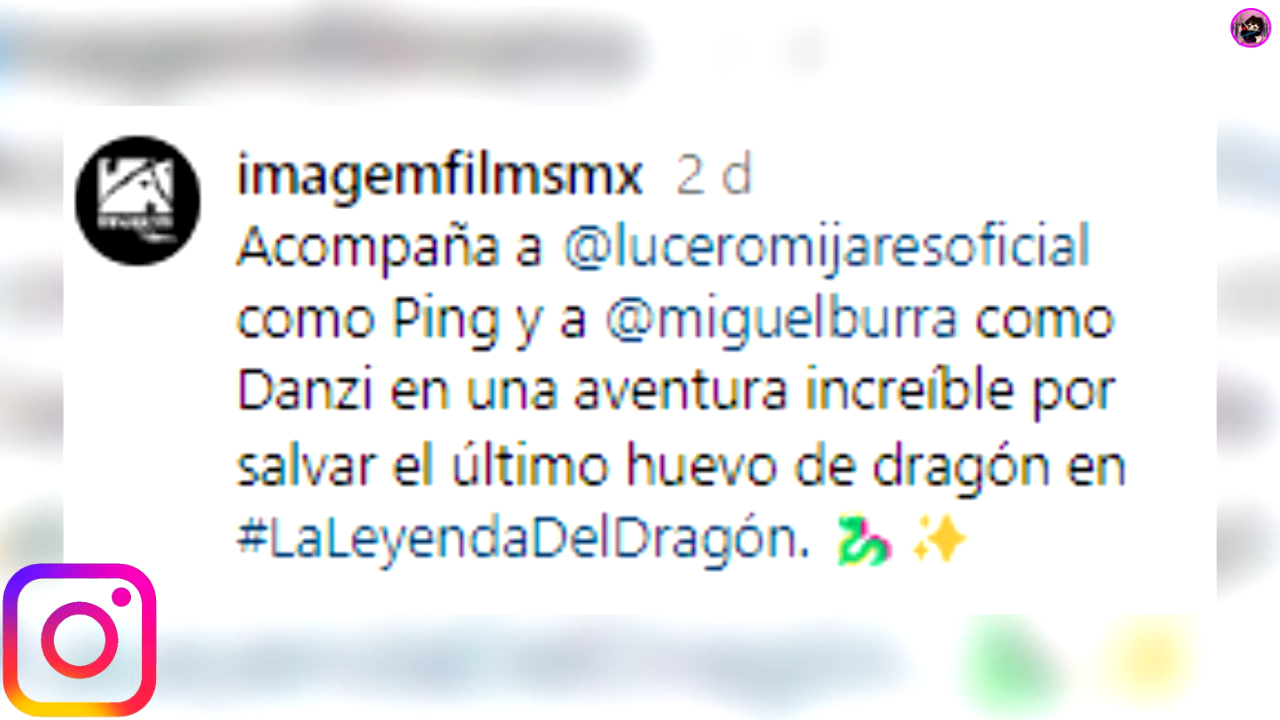 imagemfilmsmx 2 d
Acompaña a @luceromijaresoficial
como Ping y a @miguelburra como
Danzi en una aventura increíble por
salvar el último huevo de dragón en
#LaLeyendaDelDragón. 🐉 ✨